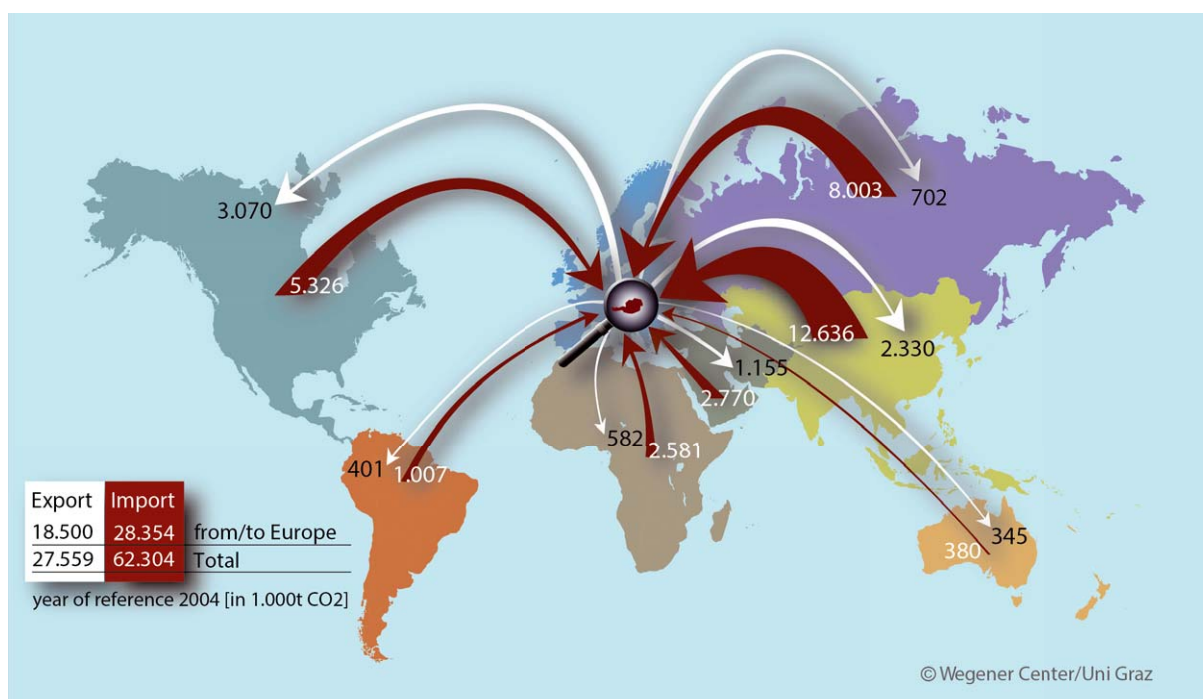 3.070
5.326
8.003
702
12.636
2.330
1.155
2.770
582
2.581
401
1.007
380
345
Export Import
18.500 28.354 from/to Europe
27.559 62.304 Total
year of reference 2004 [in 1.000t CO2]
© Wegener Center/Uni Graz